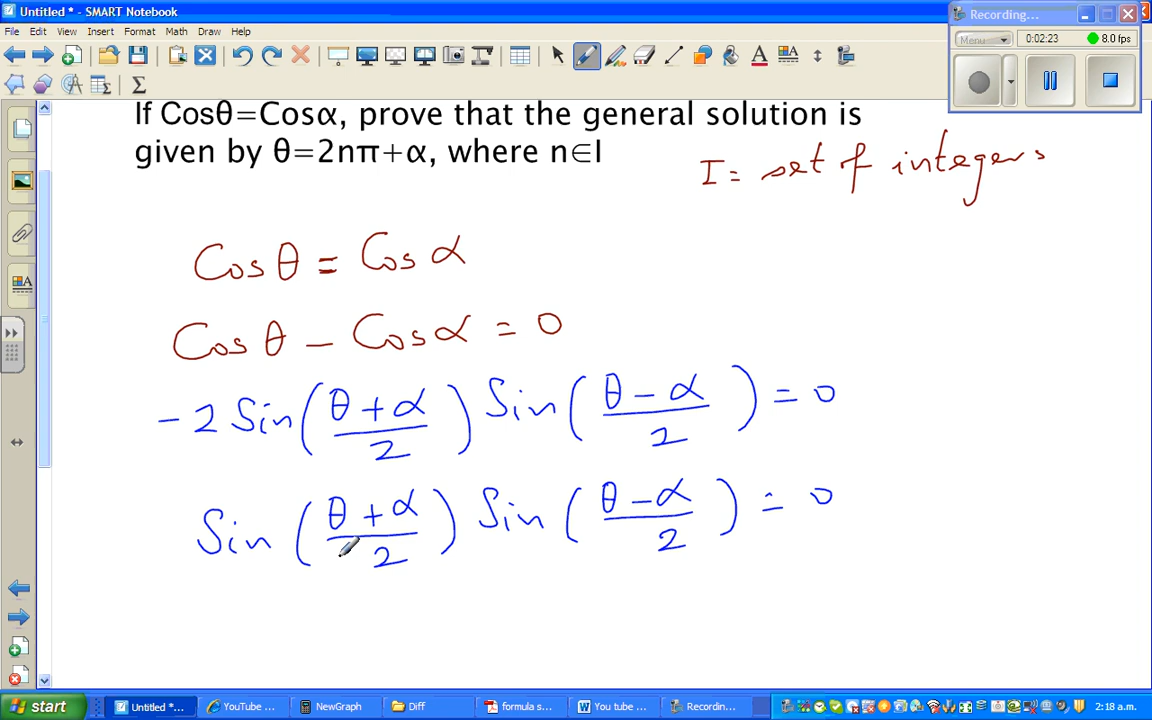 Untitled * - SMART Notebook
Recording...
File Edit View Insert Format Math Draw Help
Menu
0:02:23
8.0 fps
If Cosθ=Cosα, prove that the general solution is
given by θ=2nπ+α, where n∈I
I = set of integers
Cos θ = Cos α
Cos θ – Cos α = 0
- 2 Sin(θ + α / 2) Sin(θ - α / 2) = 0
Sin(θ + α / 2) Sin(θ - α / 2) = 0
start
Untitled *...
YouTube ...
NewGraph
Diff
formula s...
You tube ...
Recordin...
2:18 a.m.